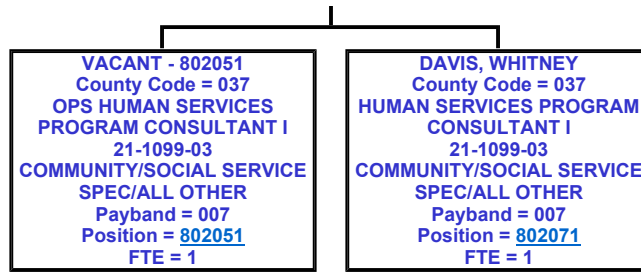 VACANT - 802051
County Code = 037
OPS HUMAN SERVICES
PROGRAM CONSULTANT I
21-1099-03
COMMUNITY/SOCIAL SERVICE
SPEC/ALL OTHER
Payband = 007
Position = 802051
FTE = 1
DAVIS, WHITNEY
County Code = 037
HUMAN SERVICES PROGRAM
CONSULTANT I
21-1099-03
COMMUNITY/SOCIAL SERVICE
SPEC/ALL OTHER
Payband = 007
Position = 802071
FTE = 1